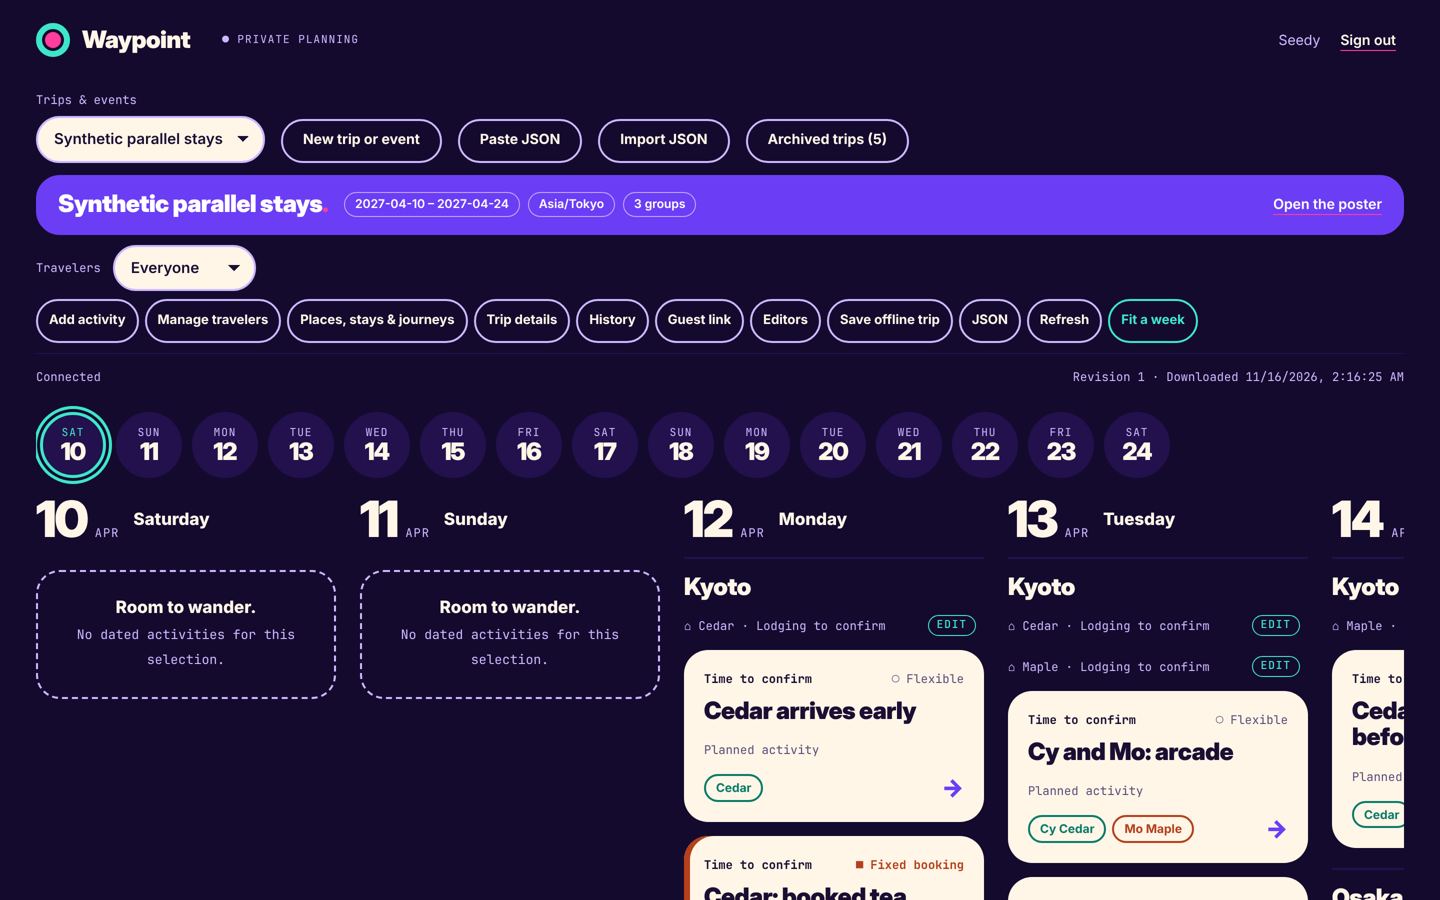 Waypoint
PRIVATE PLANNING
Seedy
Sign out
Trips & events
Synthetic parallel stays
New trip or event
Paste JSON
Import JSON
Archived trips (5)
Synthetic parallel stays.
2027-04-10 – 2027-04-24
Asia/Tokyo
3 groups
Open the poster
Travelers
Everyone
Add activity
Manage travelers
Places, stays & journeys
Trip details
History
Guest link
Editors
Save offline trip
JSON
Refresh
Fit a week
Connected
Revision 1 · Downloaded 11/16/2026, 2:16:25 AM
SAT 10
SUN 11
MON 12
TUE 13
WED 14
THU 15
FRI 16
SAT 17
SUN 18
MON 19
TUE 20
WED 21
THU 22
FRI 23
SAT 24
10 APR Saturday
Room to wander.
No dated activities for this
selection.
11 APR Sunday
Room to wander.
No dated activities for this
selection.
12 APR Monday
Kyoto
⌂ Cedar · Lodging to confirm EDIT
Time to confirm ○ Flexible
Cedar arrives early
Planned activity
Cedar →
Time to confirm ■ Fixed booking
Cedar: booked tea
13 APR Tuesday
Kyoto
⌂ Cedar · Lodging to confirm EDIT
⌂ Maple · Lodging to confirm EDIT
Time to confirm ○ Flexible
Cy and Mo: arcade
Planned activity
Cy Cedar
Mo Maple →
14
Kyoto
⌂ Maple ·
Time to
Planned
Cedar
Osaka